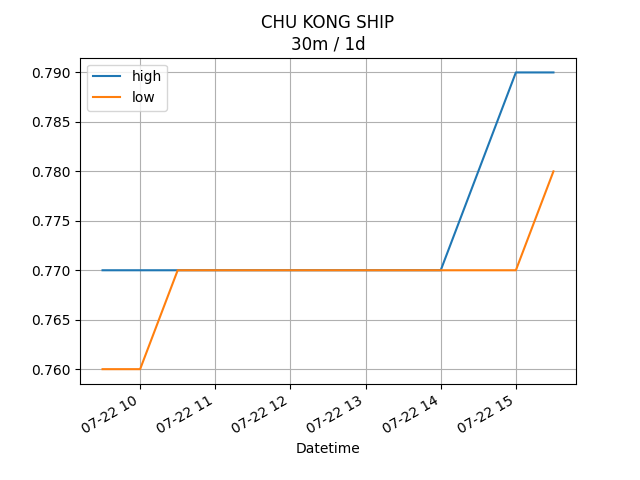 CHU KONG SHIP
30m / 1d
high
low
0.790
0.785
0.780
0.775
0.770
0.765
0.760
07-22 10
07-22 11
07-22 12
07-22 13
07-22 14
07-22 15
Datetime